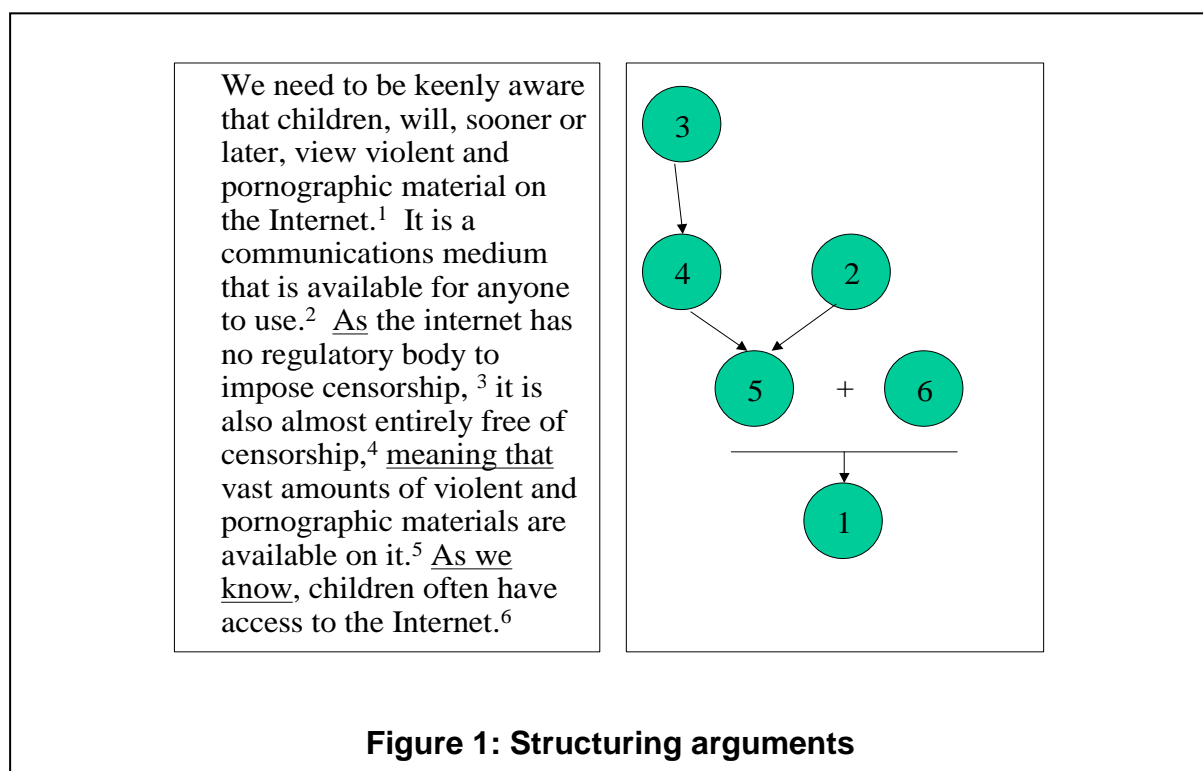 We need to be keenly aware
that children, will, sooner or
later, view violent and
pornographic material on
the Internet.¹ It is a
communications medium
that is available for anyone
to use.² As the internet has
no regulatory body to
impose censorship, ³ it is
also almost entirely free of
censorship,⁴ meaning that
vast amounts of violent and
pornographic materials are
available on it.⁵ As we
know, children often have
access to the Internet.⁶
3
4 2
5 + 6
1
Figure 1: Structuring arguments